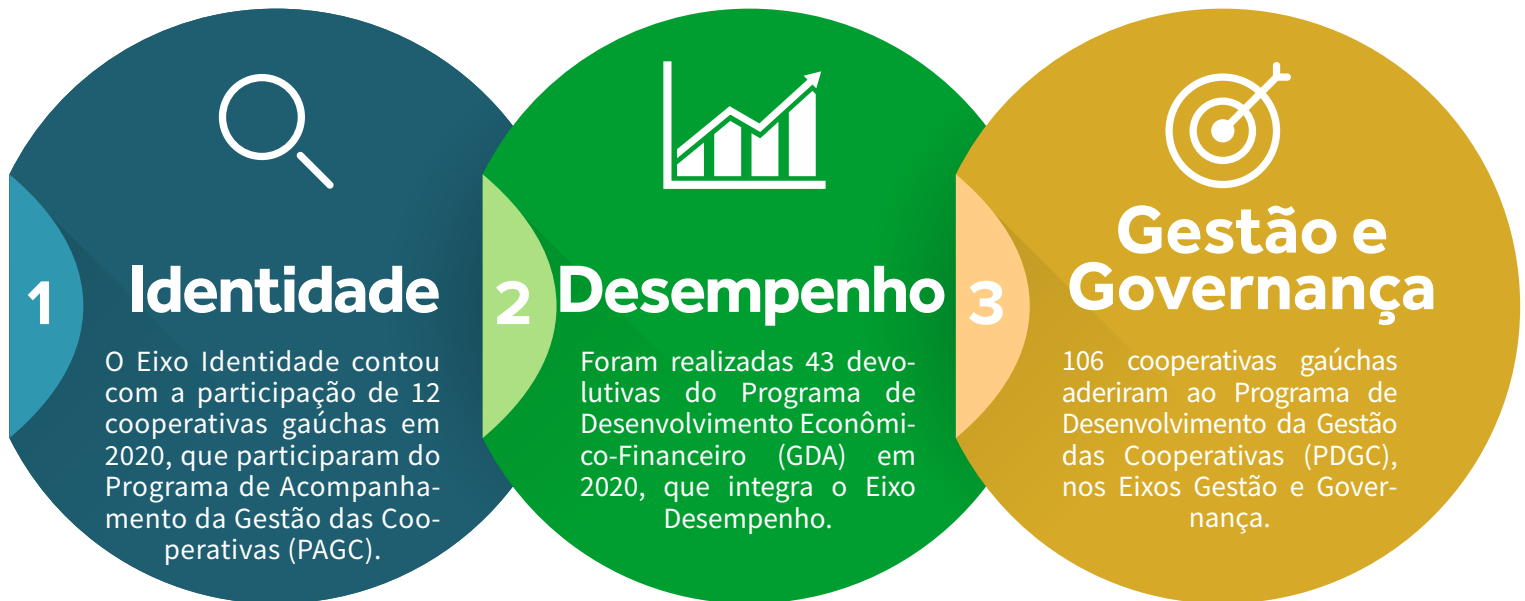 1
Identidade
O Eixo Identidade contou
com a participação de 12
cooperativas gaúchas em
2020, que participaram do
Programa de Acompanha-
mento da Gestão das Coo-
perativas (PAGC).
2
Desempenho
Foram realizadas 43 devo-
lutivas do Programa de
Desenvolvimento Econômi-
co-Financeiro (GDA) em
2020, que integra o Eixo
Desempenho.
3
Gestão e
Governança
106 cooperativas gaúchas
aderiram ao Programa de
Desenvolvimento da Gestão
das Cooperativas (PDGC),
nos Eixos Gestão e Gover-
nança.